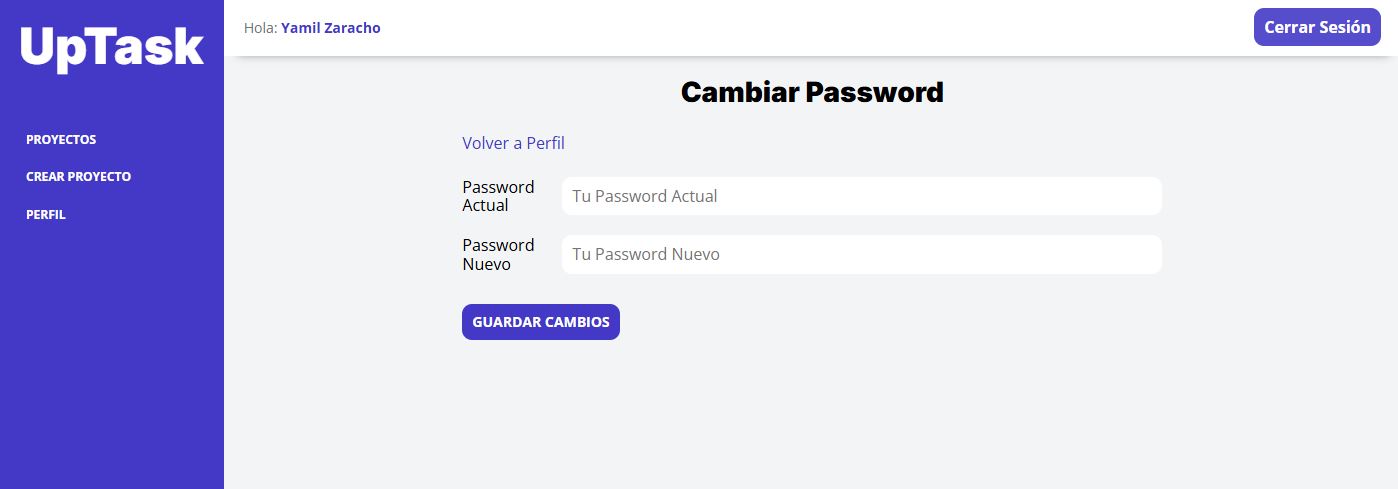 UpTask
PROYECTOS
CREAR PROYECTO
PERFIL
Hola: Yamil Zaracho
Cerrar Sesión
Cambiar Password
Volver a Perfil
Password
Actual
Tu Password Actual
Password
Nuevo
Tu Password Nuevo
GUARDAR CAMBIOS